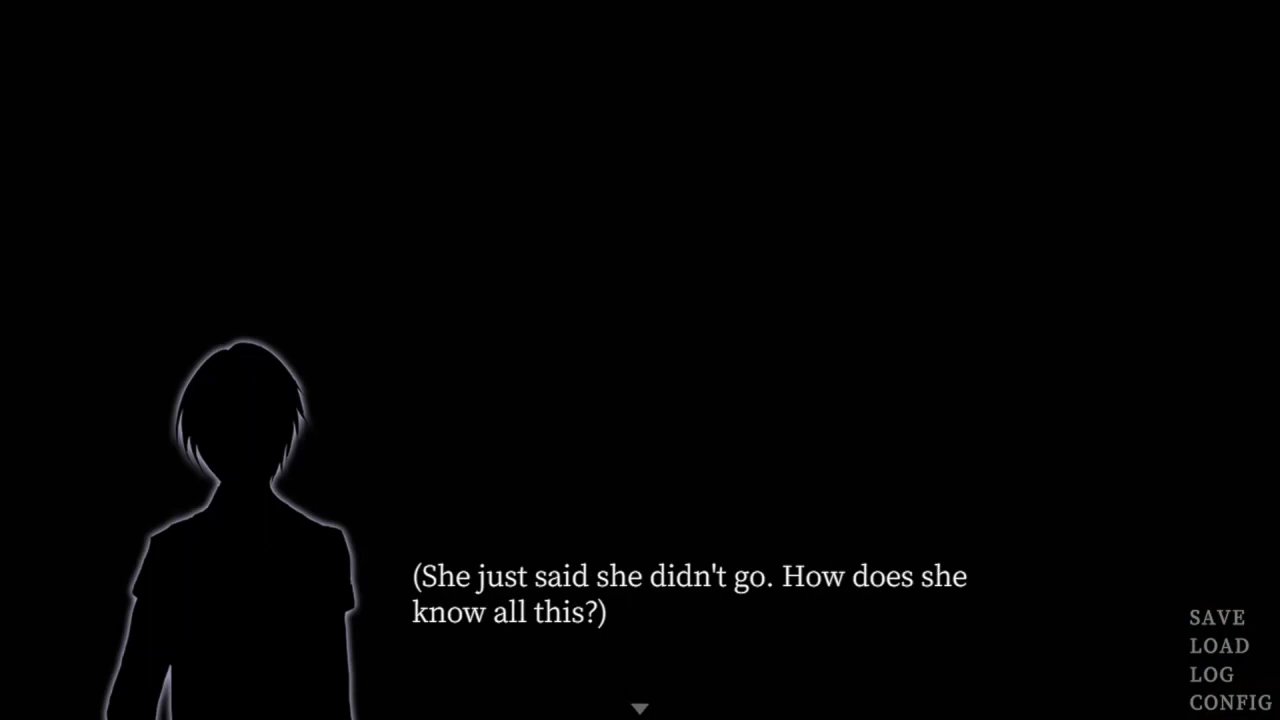 (She just said she didn't go. How does she
know all this?)
SAVE
LOAD
LOG
CONFIG